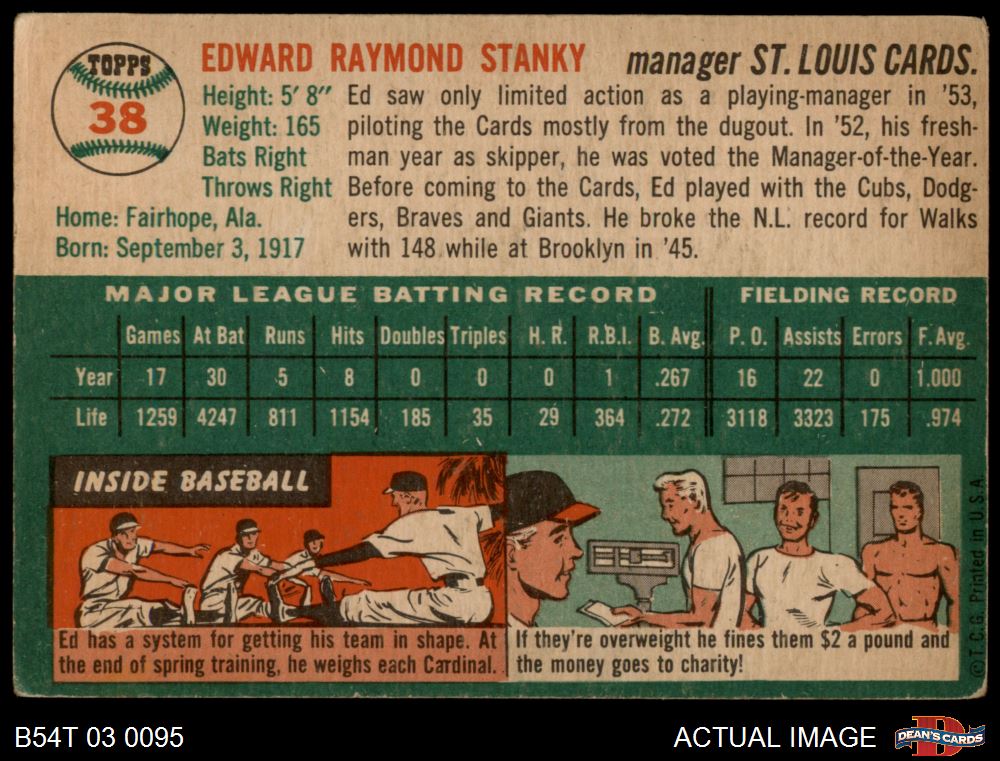 TOPPS
38
EDWARD RAYMOND STANKY manager ST. LOUIS CARDS.
Height: 5' 8"
Weight: 165
Bats Right
Throws Right
Home: Fairhope, Ala.
Born: September 3, 1917
Ed saw only limited action as a playing-manager in '53,
piloting the Cards mostly from the dugout. In '52, his fresh-
man year as skipper, he was voted the Manager-of-the-Year.
Before coming to the Cards, Ed played with the Cubs, Dodg-
ers, Braves and Giants. He broke the N.L. record for Walks
with 148 while at Brooklyn in '45.
MAJOR LEAGUE BATTING RECORD FIELDING RECORD
Games At Bat Runs Hits Doubles Triples H. R. R.B.I. B. Avg. P. O. Assists Errors F. Avg.
Year 17 30 5 8 0 0 0 1 .267 16 22 0 1.000
Life 1259 4247 811 1154 185 35 29 364 .272 3118 3323 175 .974
INSIDE BASEBALL
Ed has a system for getting his team in shape. At
the end of spring training, he weighs each Cardinal.
If they're overweight he fines them $2 a pound and
the money goes to charity!
© T.C.G. Printed in U.S.A.
B54T 03 0095
ACTUAL IMAGE
DEAN'S CARDS